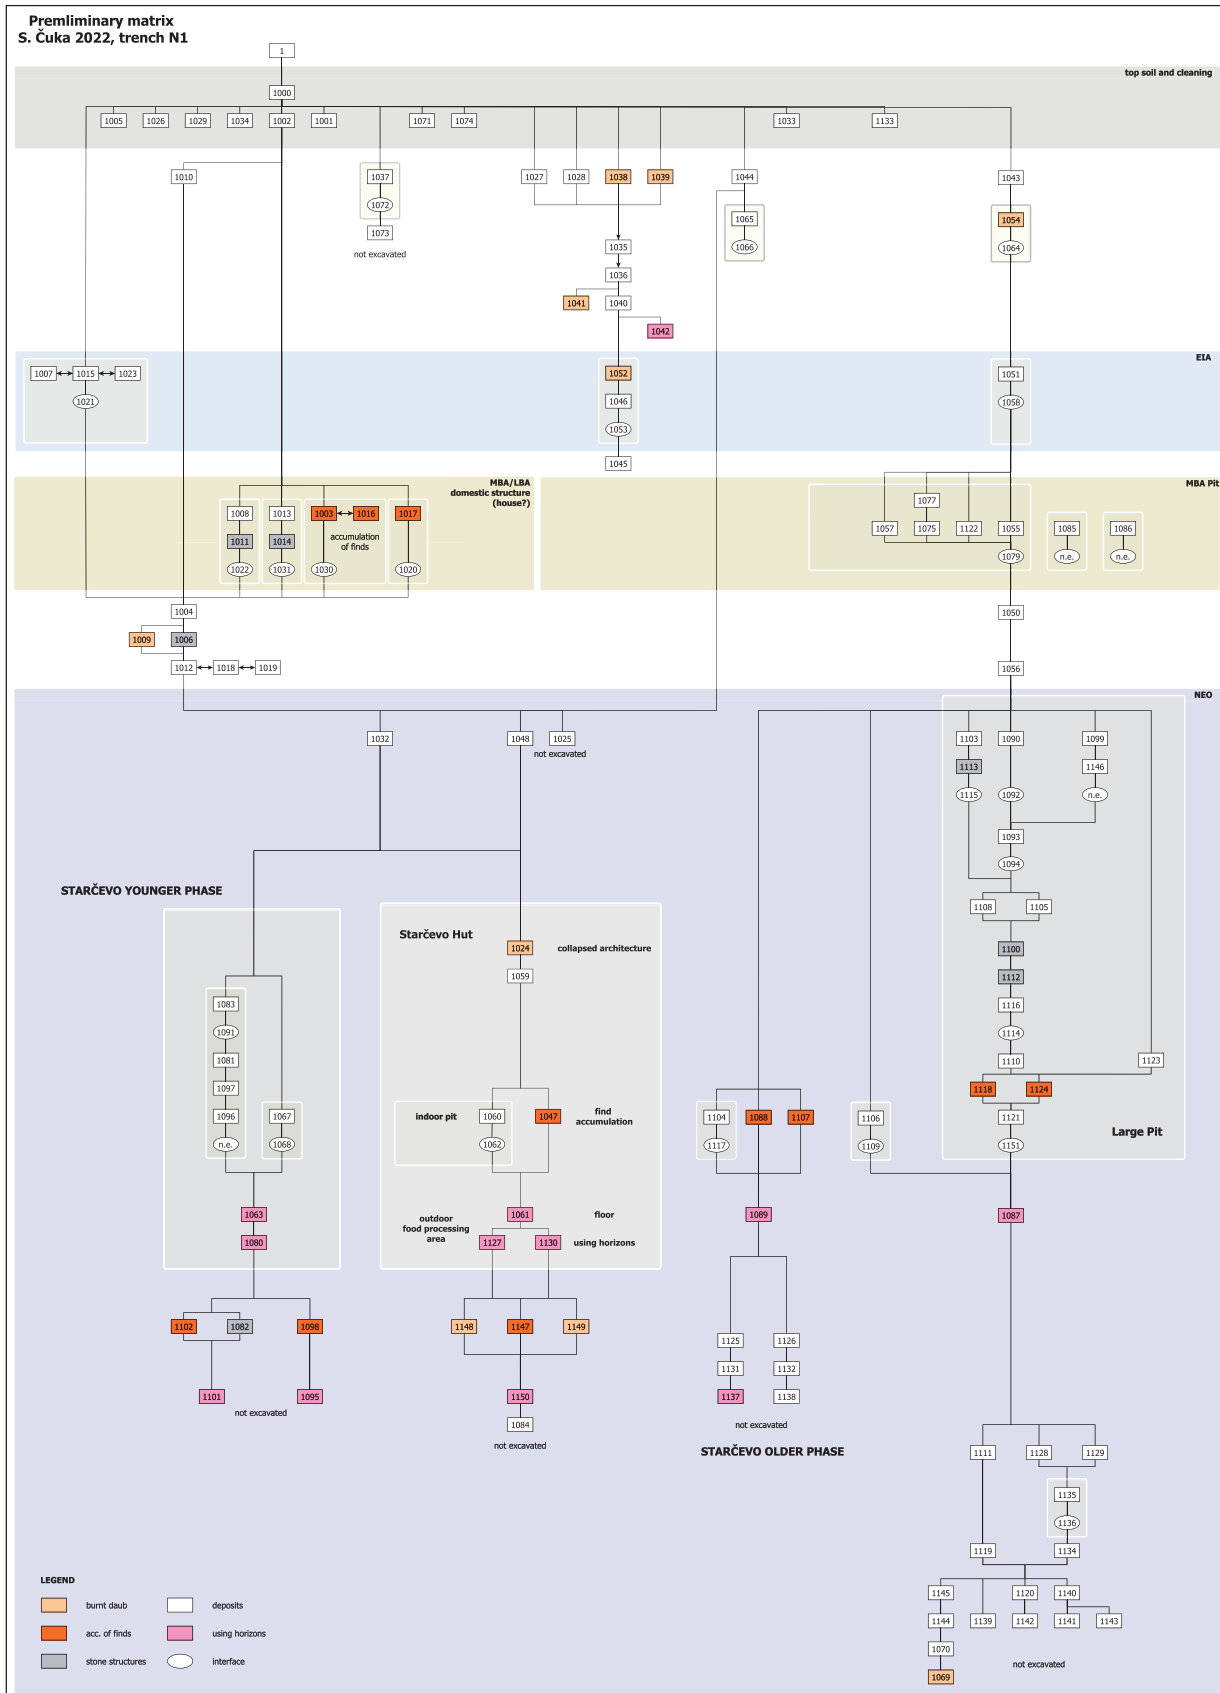 Premliminary matrix
S. Čuka 2022, trench N1
1
top soil and cleaning
1000
1005 1026 1029 1034 1002 1001 1071 1074 1033 1133
1010 1037 1027 1028 1038 1039 1044 1043
1072 1065 1054
1073 1035 1066 1064
not excavated
1036
1041 1040
1042
EIA
1007 1015 1023 1052 1051
1021 1046 1058
1053
1045
MBA/LBA
domestic structure
(house?)
MBA Pit
1077
1008 1013 1003 1016 1017 1057 1075 1122 1055 1085 1086
1011 1014 accumulation
of finds
1022 1031 1030 1020 1079 n.e. n.e.
1004 1050
1009 1006
1012 1018 1019 1056
NEO
1032 1048 1025 1103 1090 1099
not excavated
1113 1146
1115 1092 n.e.
1093
1094
STARČEVO YOUNGER PHASE
1108 1105
Starčevo Hut
1024 collapsed architecture 1100
1059 1112
1083 1116
1091 1114
1081 1110 1123
1097 1118 1124
1096 1067 indoor pit 1060 1047 find
accumulation
1104 1088 1107 1106 1121
n.e. 1068 1062 1117 1109 1151
Large Pit
1063 outdoor
food processing
area
1061 floor 1089 1087
1080 1127 1130 using horizons
1102 1082 1098 1148 1147 1149
1125 1126
1131 1132
1101 1095 1150 1137 1138
not excavated
1084
not excavated
not excavated
STARČEVO OLDER PHASE
1111 1128 1129
1135
1136
1119 1134
1145 1120 1140
1144 1139 1142 1141 1143
1070
not excavated
1069
LEGEND
burnt daub deposits
acc. of finds using horizons
stone structures interface